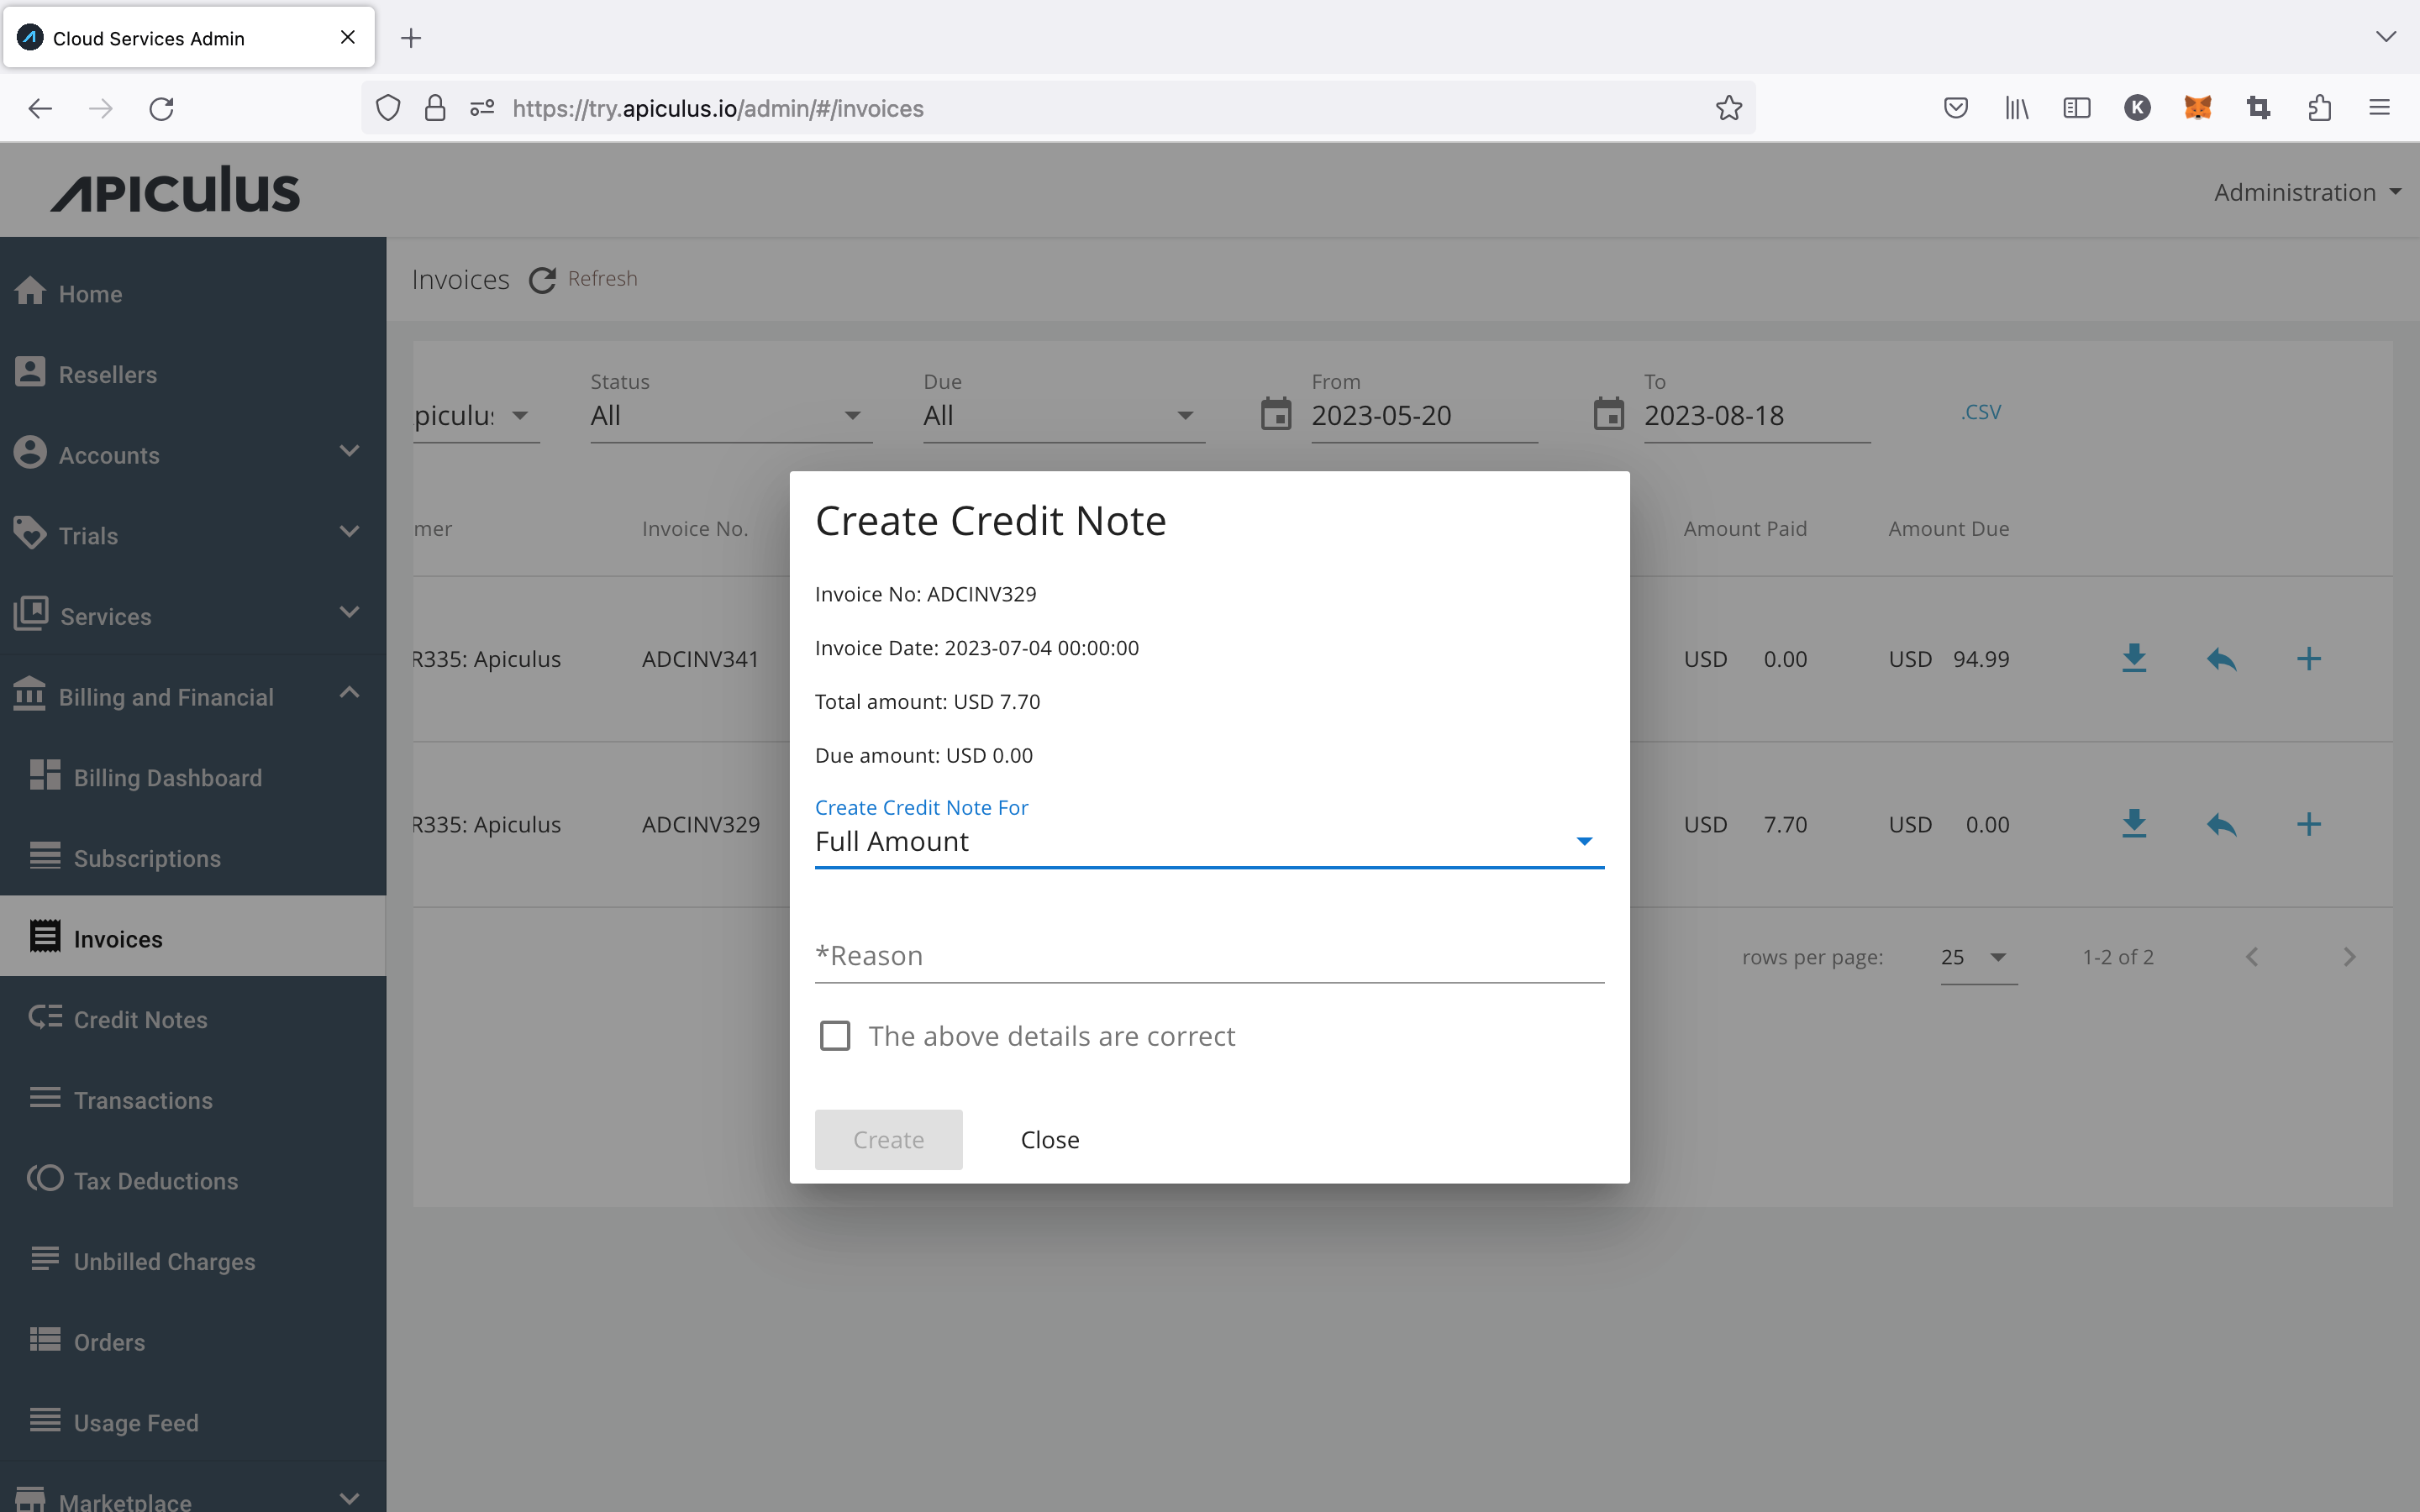 Cloud Services Admin
https://try.apiculus.io/admin/#/invoices
K
APICULUS
Administration
Home
Resellers
Accounts
Trials
Services
Billing and Financial
Billing Dashboard
Subscriptions
Invoices
Credit Notes
Transactions
Tax Deductions
Unbilled Charges
Orders
Usage Feed
Marketplace
Invoices Refresh
Status Due From To
piculus All All 2023-05-20 2023-08-18 .CSV
mer Invoice No. Amount Paid Amount Due
R335: Apiculus ADCINV341 USD 0.00 USD 94.99
R335: Apiculus ADCINV329 USD 7.70 USD 0.00
rows per page: 25 1-2 of 2
Create Credit Note
Invoice No: ADCINV329
Invoice Date: 2023-07-04 00:00:00
Total amount: USD 7.70
Due amount: USD 0.00
Create Credit Note For
Full Amount
*Reason
The above details are correct
Create Close